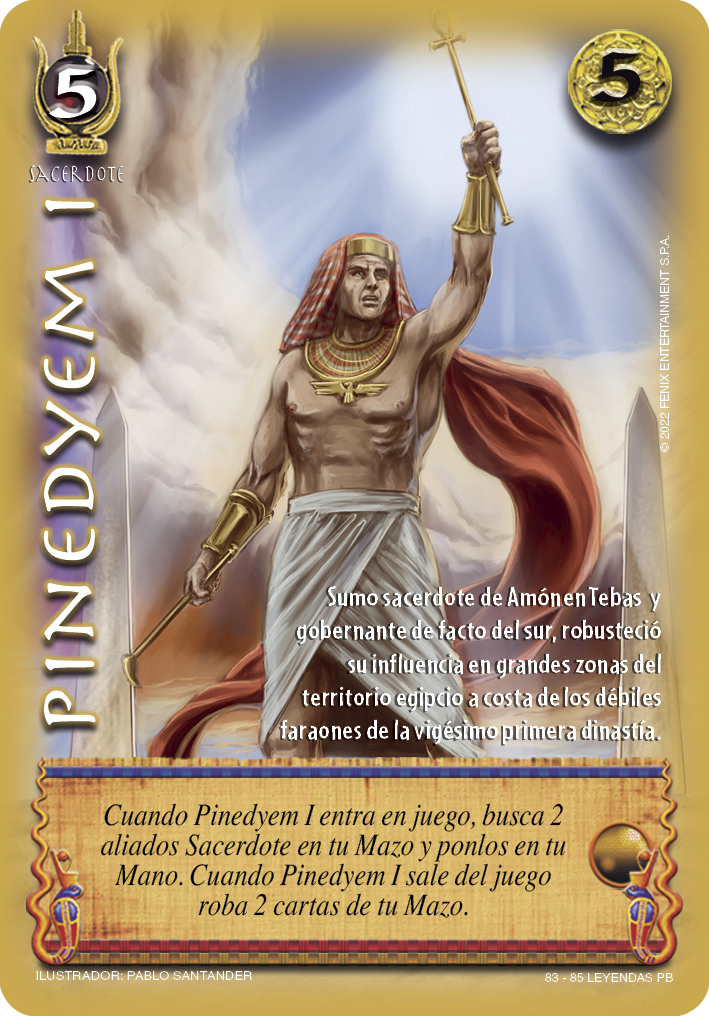 5
5
SACERDOTE
PINEDYEM I
© 2022 FENIX ENTERTAINMENT S.P.A.
Sumo sacerdote de Amón en Tebas y
gobernante de facto del sur, robusteció
su influencia en grandes zonas del
territorio egipcio a costa de los débiles
faraones de la vigésimo primera dinastía.
Cuando Pinedyem I entra en juego, busca 2
aliados Sacerdote en tu Mazo y ponlos en tu
Mano. Cuando Pinedyem I sale del juego
roba 2 cartas de tu Mazo.
ILUSTRADOR: PABLO SANTANDER
83 - 85 LEYENDAS PB